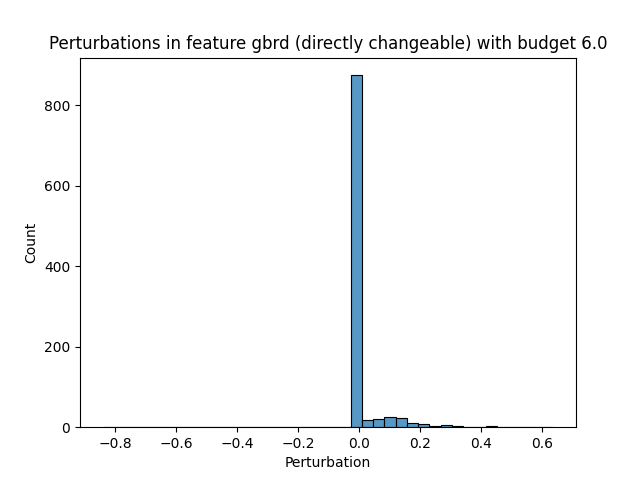 Perturbations in feature gbrd (directly changeable) with budget 6.0
800
600
400
200
0
Count
−0.8 −0.6 −0.4 −0.2 0.0 0.2 0.4 0.6
Perturbation